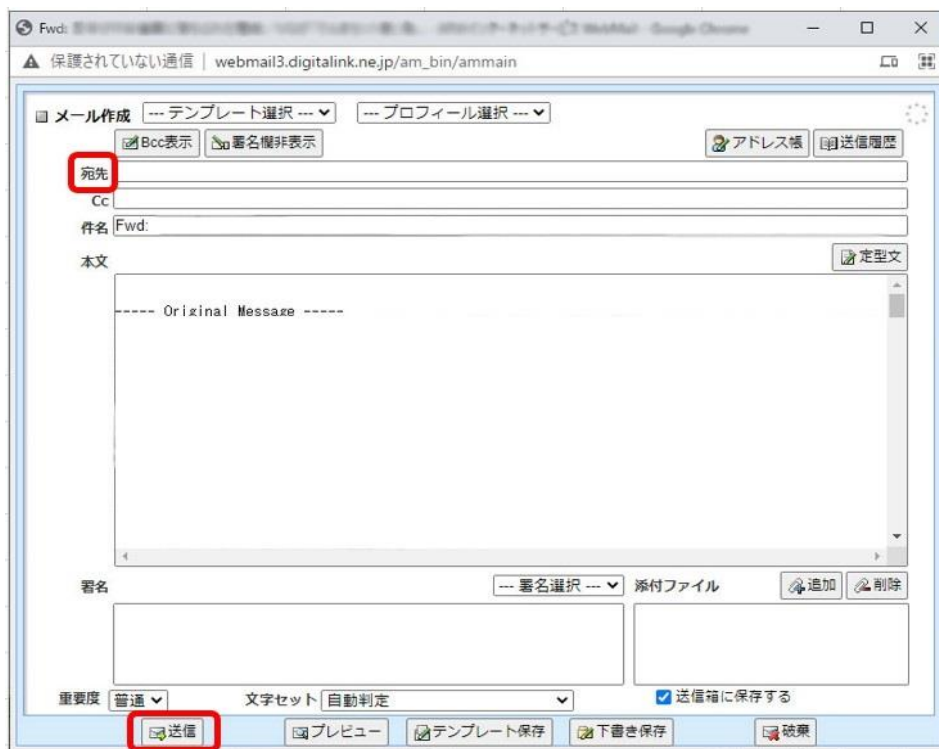 Fwd: WebMail - Google Chrome
保護されていない通信 | webmail3.digitalink.ne.jp/am_bin/ammain
メール作成 --- テンプレート選択 --- --- プロフィール選択 ---
Bcc表示 署名欄非表示 アドレス帳 送信履歴
宛先
Cc
件名 Fwd:
本文 定型文
----- Original Message -----
署名 --- 署名選択 --- 添付ファイル 追加 削除
重要度 普通 文字セット 自動判定 送信箱に保存する
送信 プレビュー テンプレート保存 下書き保存 破棄